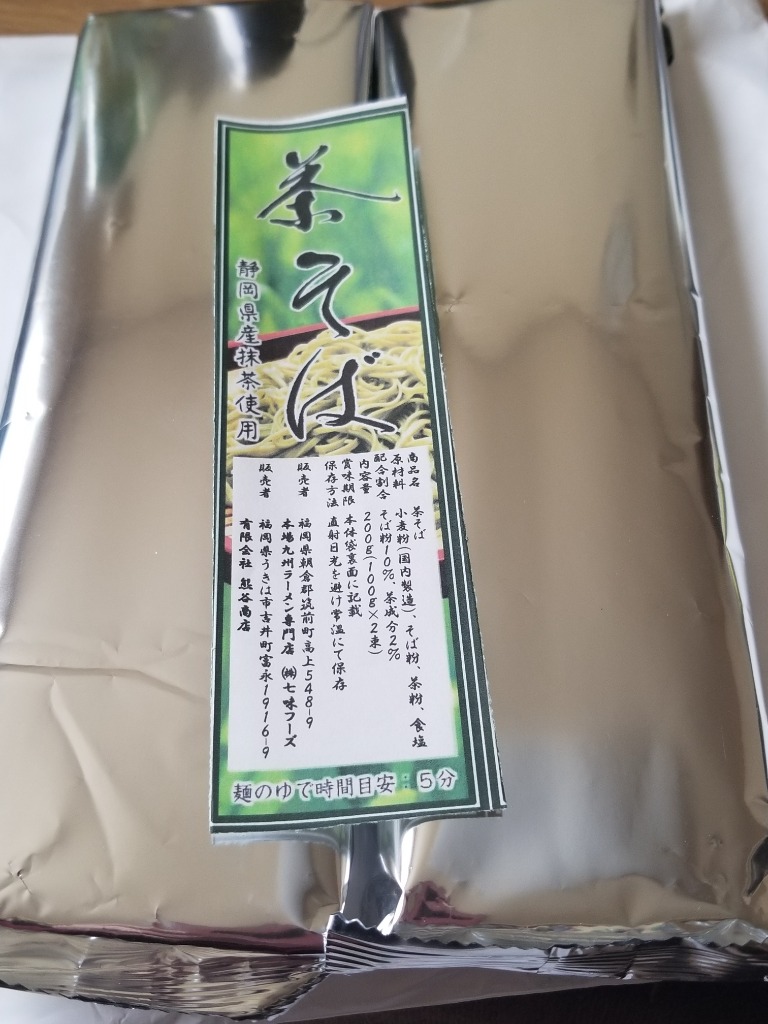 茶そば
静岡県産抹茶使用
商品名 茶そば
原材料 小麦粉(国内製造)、そば粉、茶粉、食塩
配合割合 そば粉10%、茶成分2%
内容量 200g(100g×2束)
賞味期限 本体袋裏面に記載
保存方法 直射日光を避け常温にて保存
販売者 福岡県朝倉郡筑前町高上548-9
本場九州ラーメン専門店 ㈱七味フーズ
販売者 福岡県うきは市吉井町富永1916-9
有限会社 熊谷商店
麺のゆで時間目安:5分